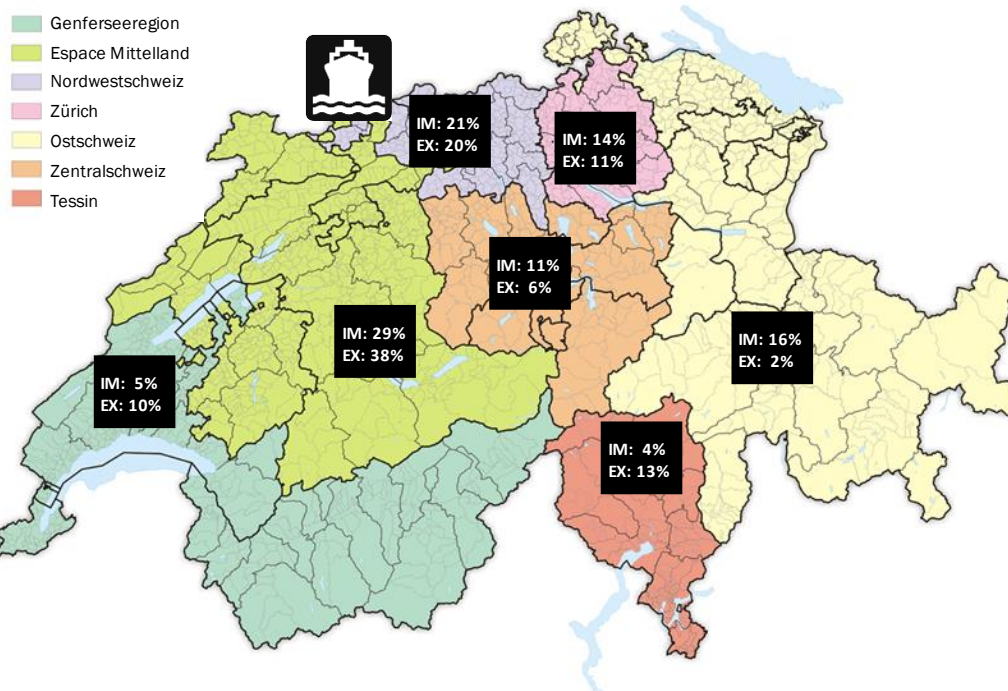 Genferseeregion
Espace Mittelland
Nordwestschweiz
Zürich
Ostschweiz
Zentralschweiz
Tessin
IM: 21%
EX: 20%
IM: 14%
EX: 11%
IM: 11%
EX: 6%
IM: 29%
EX: 38%
IM: 16%
EX: 2%
IM: 5%
EX: 10%
IM: 4%
EX: 13%